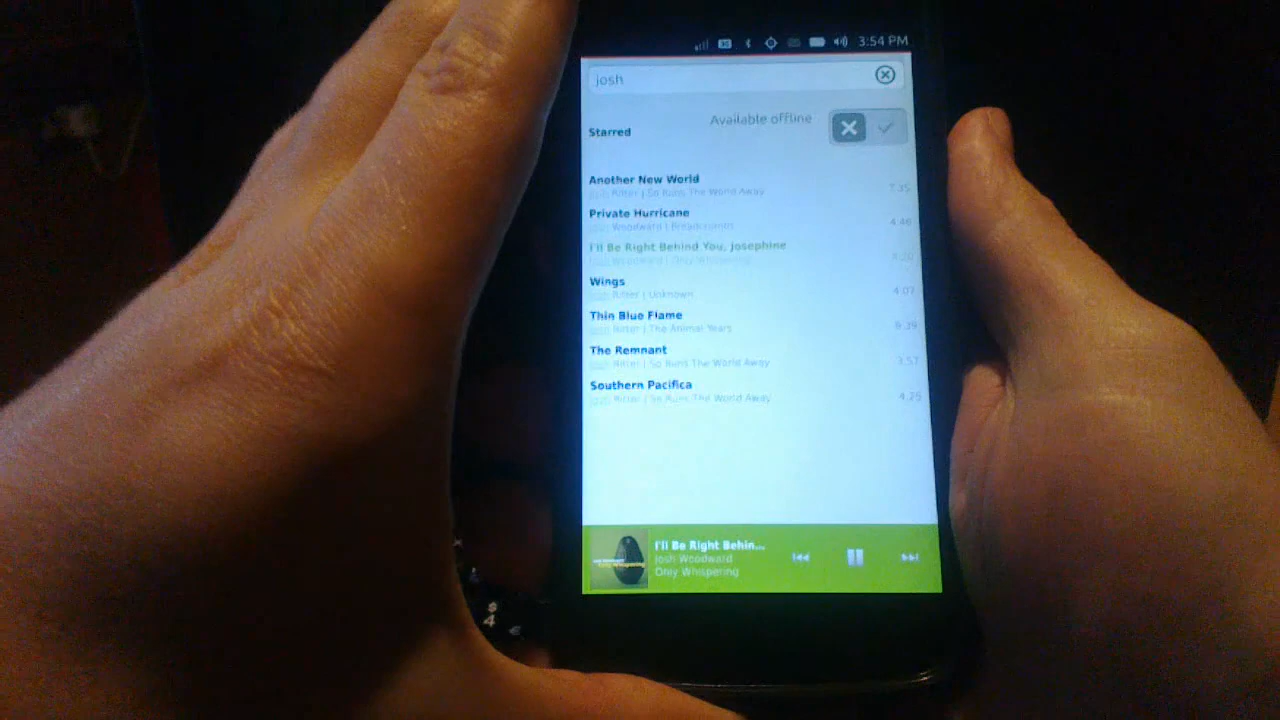 3:54 PM
josh
Available offline
Starred
Another New World
Josh Ritter | So Runs The World Away
7:35
Private Hurricane
Josh Woodward | Breadcrumbs
4:46
I'll Be Right Behind You, Josephine
Josh Woodward | Only Whispering
Wings
Josh Ritter | Unknown
4:07
Thin Blue Flame
Josh Ritter | The Animal Years
9:39
The Remnant
Josh Ritter | So Runs The World Away
3:57
Southern Pacifica
Josh Ritter | So Runs The World Away
4:25
I'll Be Right Behin...
Josh Woodward
Only Whispering
$
4
€